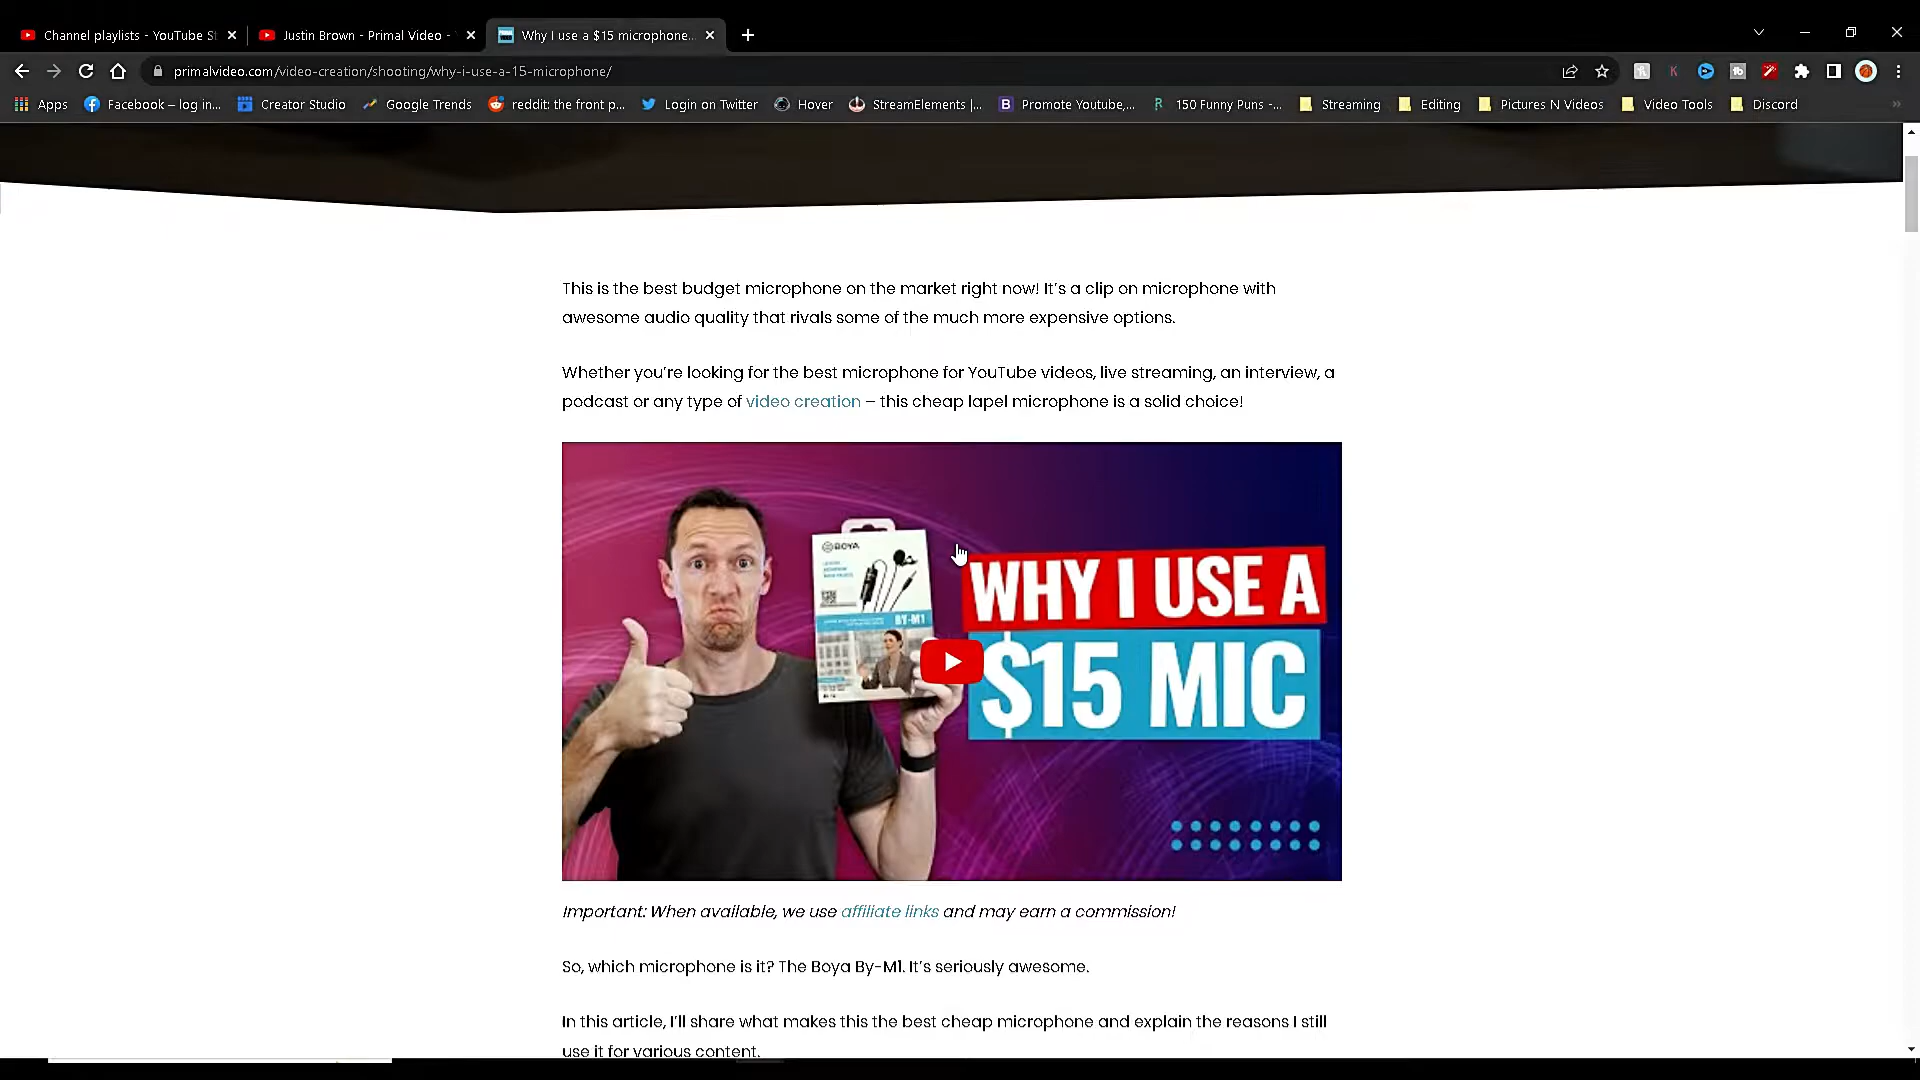 Channel playlists - YouTube St
Justin Brown - Primal Video -
Why I use a $15 microphone...
primalvideo.com/video-creation/shooting/why-i-use-a-15-microphone/
Apps
Facebook – log in...
Creator Studio
Google Trends
reddit: the front p...
Login on Twitter
Hover
StreamElements |...
Promote Youtube,...
150 Funny Puns -...
Streaming
Editing
Pictures N Videos
Video Tools
Discord
This is the best budget microphone on the market right now! It’s a clip on microphone with
awesome audio quality that rivals some of the much more expensive options.
Whether you’re looking for the best microphone for YouTube videos, live streaming, an interview, a
podcast or any type of video creation – this cheap lapel microphone is a solid choice!
BOYA
BY-M1
WHY I USE A
$15 MIC
Important: When available, we use affiliate links and may earn a commission!
So, which microphone is it? The Boya By-M1. It’s seriously awesome.
In this article, I’ll share what makes this the best cheap microphone and explain the reasons I still
use it for various content.